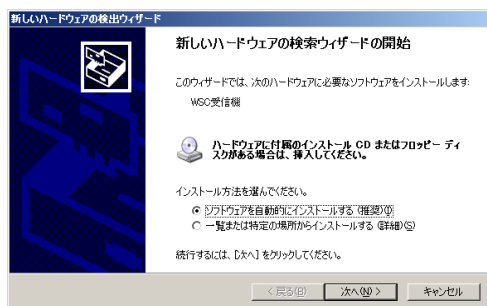 新しいハードウェアの検出ウィザード
新しいハードウェアの検索ウィザードの開始
このウィザードでは、次のハードウェアに必要なソフトウェアをインストールします:
WSC受信機
ハードウェアに付属のインストール CD またはフロッピー ディ
スクがある場合は、挿入してください。
インストール方法を選んでください。
ソフトウェアを自動的にインストールする (推奨)(I)
一覧または特定の場所からインストールする (詳細)(S)
続行するには、[次へ] をクリックしてください。
< 戻る(B)
次へ(N) >
キャンセル